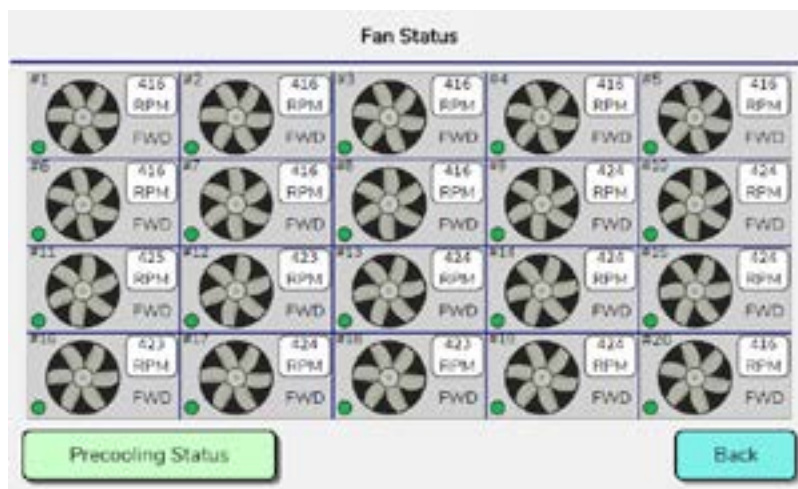 Fan Status
#1 416 RPM FWD
#2 416 RPM FWD
#3 416 RPM FWD
#4 416 RPM FWD
#5 416 RPM FWD
#6 416 RPM FWD
#7 416 RPM FWD
#8 416 RPM FWD
#9 424 RPM FWD
#10 424 RPM FWD
#11 RPM FWD
#12 423 RPM FWD
#13 424 RPM FWD
#14 424 RPM FWD
#15 424 RPM FWD
#16 423 RPM FWD
#17 424 RPM FWD
#18 423 RPM FWD
#19 424 RPM FWD
#20 416 RPM FWD
Precooling Status
Back